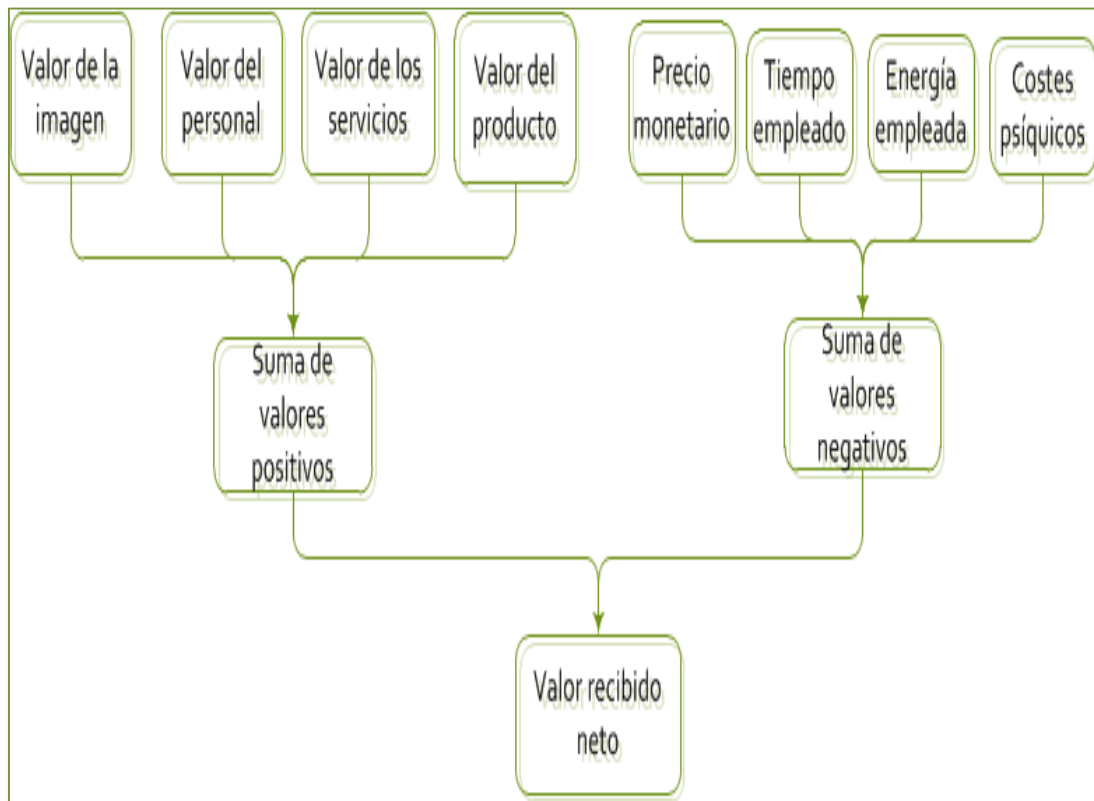 Valor de la
imagen
Valor del
personal
Valor de los
servicios
Valor del
producto
Precio
monetario
Tiempo
empleado
Energía
empleada
Costes
psíquicos
Suma de
valores
positivos
Suma de
valores
negativos
Valor recibido
neto